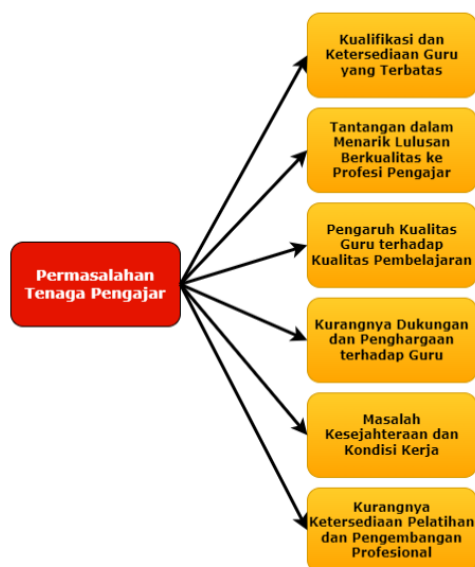 Kualifikasi dan
Ketersediaan Guru
yang Terbatas
Tantangan dalam
Menarik Lulusan
Berkualitas ke
Profesi Pengajar
Pengaruh Kualitas
Guru terhadap
Kualitas Pembelajaran
Permasalahan
Tenaga Pengajar
Kurangnya Dukungan
dan Penghargaan
terhadap Guru
Masalah
Kesejahteraan dan
Kondisi Kerja
Kurangnya
Ketersediaan Pelatihan
dan Pengembangan
Profesional